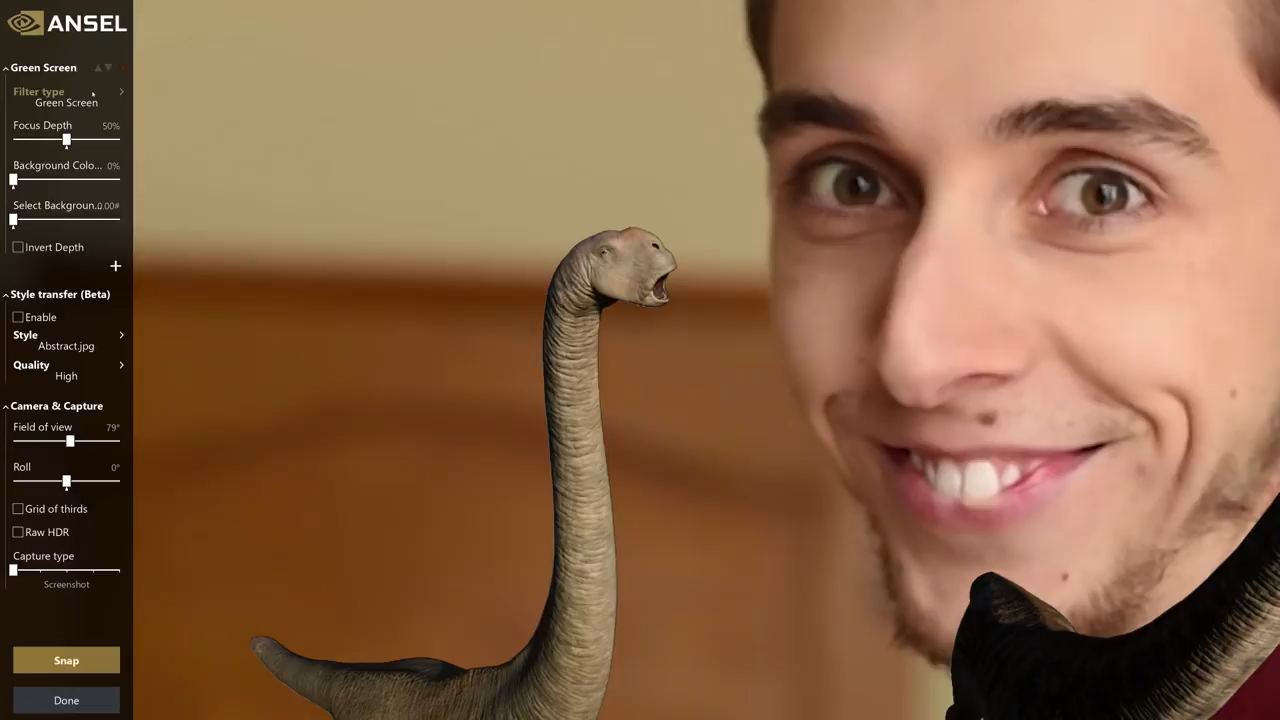 ANSEL
Green Screen
Filter type
Green Screen
Focus Depth 50%
Background Colo... 0%
Select Backgroun... 0.00#
Invert Depth
Style transfer (Beta)
Enable
Style
Abstract.jpg
Quality
High
Camera & Capture
Field of view 79°
Roll 0°
Grid of thirds
Raw HDR
Capture type
Screenshot
Snap
Done